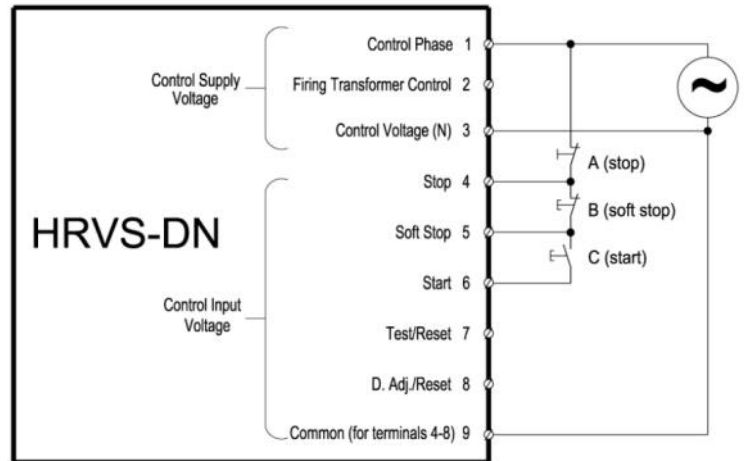 Control Phase 1
Control Supply
Voltage
Firing Transformer Control 2
Control Voltage (N) 3
A (stop)
Stop 4
B (soft stop)
HRVS-DN
Soft Stop 5
C (start)
Start 6
Control Input
Voltage
Test/Reset 7
D. Adj./Reset 8
Common (for terminals 4-8) 9